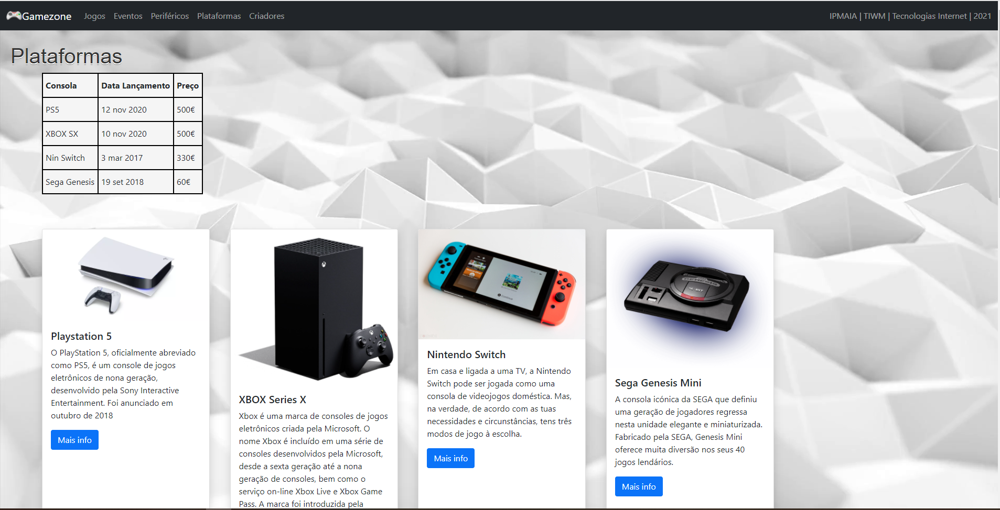 Gamezone Jogos Eventos Periféricos Plataformas Criadores IPMAIA | TIWM | Tecnologias Internet | 2021
Plataformas
Consola Data Lançamento Preço
PS5 12 nov 2020 500€
XBOX SX 10 nov 2020 500€
Nin Switch 3 mar 2017 330€
Sega Genesis 19 set 2018 60€
Playstation 5
O PlayStation 5, oficialmente abreviado
como PS5, é um console de jogos
eletrônicos de nona geração,
desenvolvido pela Sony Interactive
Entertainment. Foi anunciado em
outubro de 2018
Mais info
XBOX Series X
Xbox é uma marca de consoles de jogos
eletrônicos criada pela Microsoft. O
nome Xbox é incluído em uma série de
consoles desenvolvidos pela Microsoft,
desde a sexta geração até a nona
geração de consoles, bem como o
serviço on-line Xbox Live e Xbox Game
Pass. A marca foi introduzida pela
Continue
Nintendo Switch
Em casa e ligada a uma TV, a Nintendo
Switch pode ser jogada como uma
consola de videojogos doméstica. Mas,
na verdade, de acordo com as tuas
necessidades e circunstâncias, tens três
modos de jogo à escolha.
Mais info
GENESIS
16-BIT
Sega Genesis Mini
A consola icónica da SEGA que definiu
uma geração de jogadores regressa
nesta unidade elegante e miniaturizada.
Fabricado pela SEGA, Genesis Mini
oferece muita diversão nos seus 40
jogos lendários.
Mais info